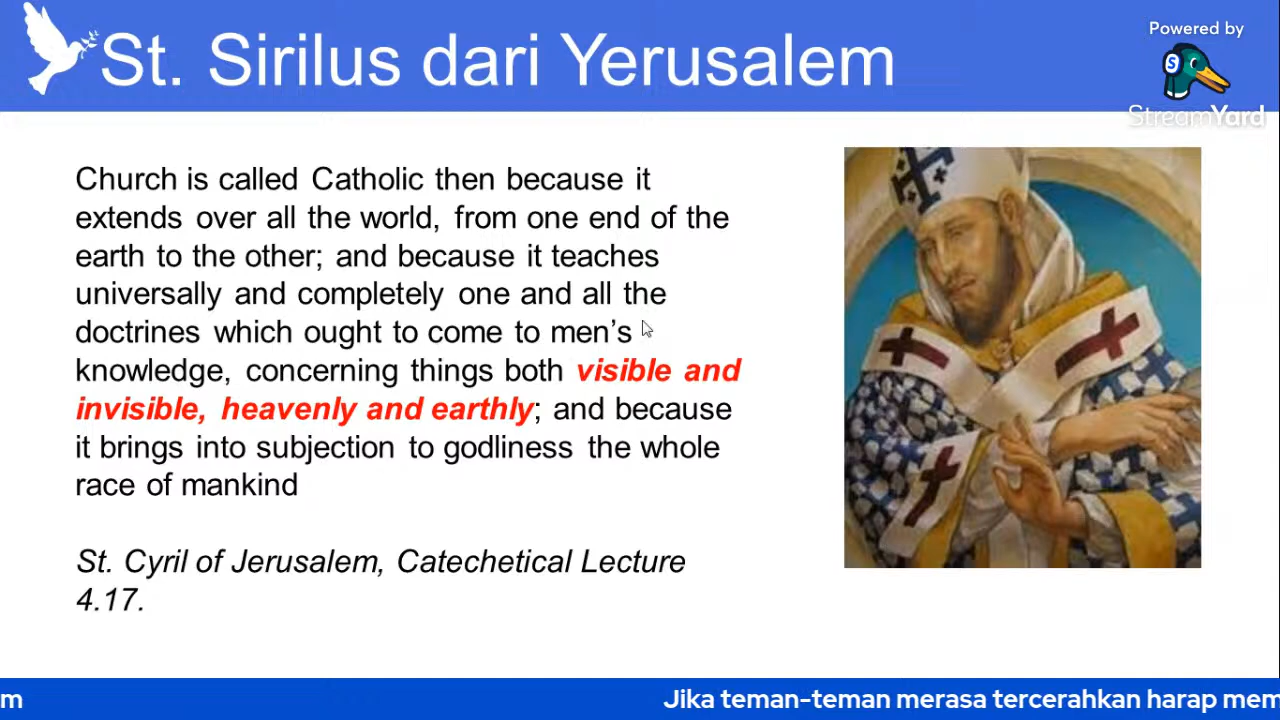 St. Sirilus dari Yerusalem
Powered by
StreamYard
Church is called Catholic then because it
extends over all the world, from one end of the
earth to the other; and because it teaches
universally and completely one and all the
doctrines which ought to come to men’s
knowledge, concerning things both visible and
invisible, heavenly and earthly; and because
it brings into subjection to godliness the whole
race of mankind
St. Cyril of Jerusalem, Catechetical Lecture
4.17.
m
Jika teman-teman merasa tercerahkan harap mem